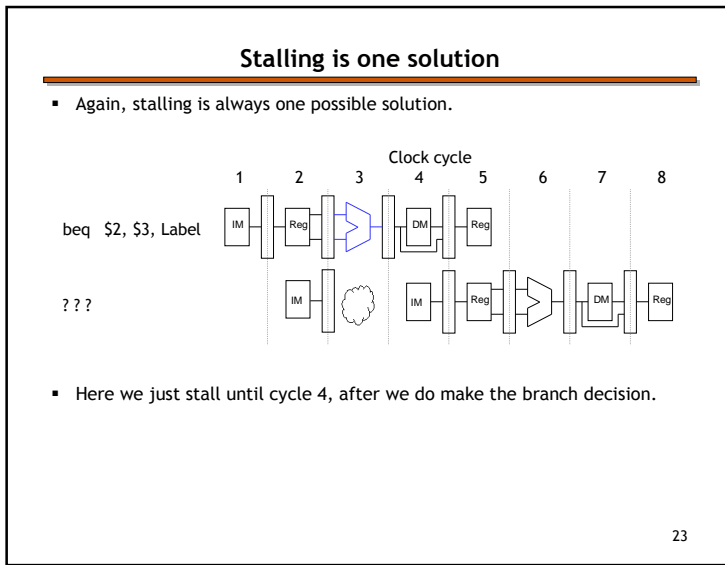 Stalling is one solution
▪ Again, stalling is always one possible solution.
Clock cycle
1 2 3 4 5 6 7 8
beq $2, $3, Label IM Reg DM Reg
? ? ? IM IM Reg DM Reg
▪ Here we just stall until cycle 4, after we do make the branch decision.
23